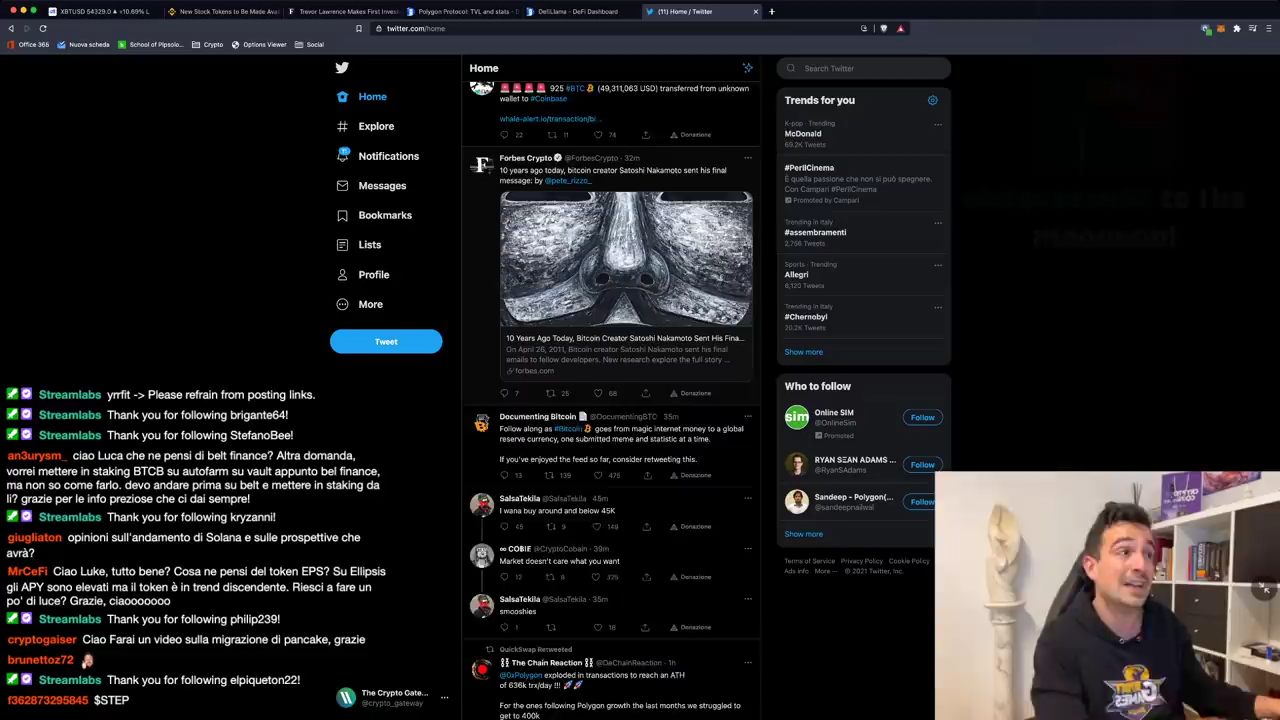 XBTUSD 54329.0 ▲ +10.69% L
New Stock Tokens to Be Made Avai
Trevor Lawrence Makes First Inves
Polygon Protocol: TVL and stats - D
DefiLlama - DeFi Dashboard
(11) Home / Twitter
twitter.com/home
Office 365
Nuova scheda
School of Pipsolo...
Crypto
Options Viewer
Social
Home
Explore
Notifications
Messages
Bookmarks
Lists
Profile
More
Tweet
Home
925 #BTC (49,311,063 USD) transferred from unknown
wallet to #Coinbase
whale-alert.io/transaction/bi...
22 11 74 Donazione
Forbes Crypto @ForbesCrypto · 32m
10 years ago today, bitcoin creator Satoshi Nakamoto sent his final
message: by @pete_rizzo_
10 Years Ago Today, Bitcoin Creator Satoshi Nakamoto Sent His Fina...
On April 26, 2011, Bitcoin creator Satoshi Nakamoto sent his final
emails to fellow developers. New research explore the full story ...
forbes.com
7 25 68 Donazione
Documenting Bitcoin @DocumentingBTC · 35m
Follow along as #Bitcoin goes from magic internet money to a global
reserve currency, one submitted meme and statistic at a time.
If you've enjoyed the feed so far, consider retweeting this.
13 139 475 Donazione
SalsaTekila @SalsaTekila · 45m
I wana buy around and below 45K
45 9 149 Donazione
∞ COBIE @CryptoCobain · 39m
Market doesn't care what you want
12 6 325 Donazione
SalsaTekila @SalsaTekila · 35m
smooshies
1 18 Donazione
QuickSwap Retweeted
The Chain Reaction @DeChainReaction · 1h
@0xPolygon exploded in transactions to reach an ATH
of 636k trx/day !!!
For the ones following Polygon growth the last months we struggled to
get to 400k
Search Twitter
Trends for you
K-pop · Trending
McDonald
69.2K Tweets
#PerIlCinema
È quella passione che non si può spegnere.
Con Campari #PerIlCinema
Promoted by Campari
Trending in Italy
#assembramenti
2,756 Tweets
Sports · Trending
Allegri
6,120 Tweets
Trending in Italy
#Chernobyl
20.2K Tweets
Show more
Who to follow
Online SIM
@OnlineSim
Promoted
Follow
RYAN SΞAN ADAMS ...
@RyanSAdams
Follow
Sandeep - Polygon(...
@sandeepnailwal
Follow
Show more
Terms of Service Privacy Policy Cookie Policy
Ads info More ··· © 2021 Twitter, Inc.
Streamlabs yrrfit -> Please refrain from posting links.
Streamlabs Thank you for following brigante64!
Streamlabs Thank you for following StefanoBee!
an3urysm_ ciao Luca che ne pensi di belt finance? Altra domanda,
vorrei mettere in staking BTCB su autofarm su vault appunto bel finance,
ma non so come farlo. devo ardare prima su belt e mettere in staking da
li? grazie per le info preziose che ci dai sempre!
Streamlabs Thank you for following kryzanni!
giugliaton opinioni sull'andamento di Solana e sulle prospettive che
avrà?
MrCeFi Ciao Luxe, tutto bene? Cosa ne pensi del token EPS? Su Ellipsis
gli APY sono elevati ma il token è in trend discendente. Riesci a fare un
po' di luce? Grazie, ciaooooooo
Streamlabs Thank you for following philip239!
cryptogaiser Ciao Farai un video sulla migrazione di pancake, grazie
brunettoz72
Streamlabs Thank you for following elpiqueton22!
f362873295845 $STEP
The Crypto Gate...
@crypto_gateway